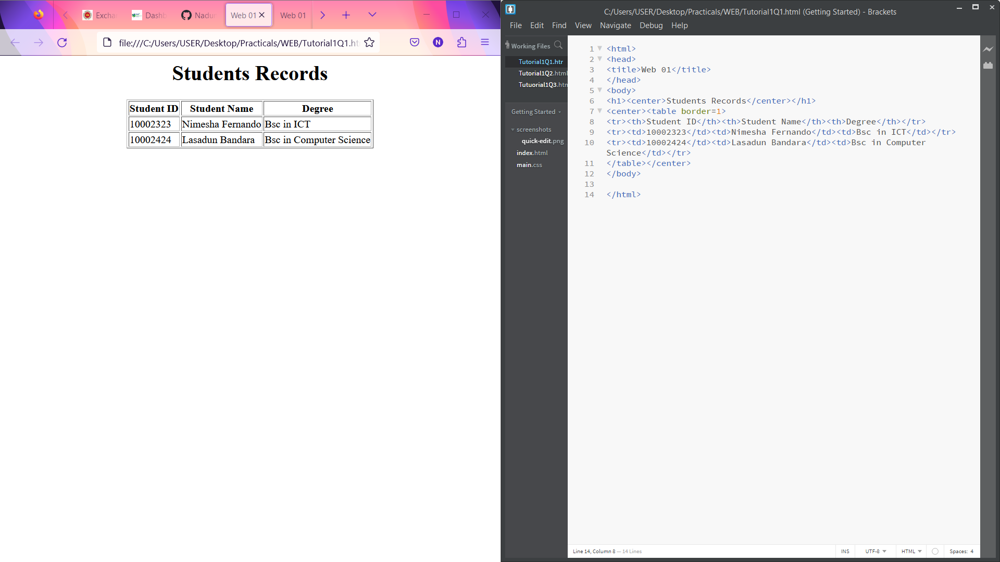 Excha
Dashb
Nadun
Web 01
Web 01
file:///C:/Users/USER/Desktop/Practicals/WEB/Tutorial1Q1.ht
N
Students Records
Student ID Student Name Degree
10002323 Nimesha Fernando Bsc in ICT
10002424 Lasadun Bandara Bsc in Computer Science
C:/Users/USER/Desktop/Practicals/WEB/Tutorial1Q1.html (Getting Started) - Brackets
File Edit Find View Navigate Debug Help
Working Files
Tutorial1Q1.htr
Tutorial1Q2.html
Tutuorial1Q3.htn
Getting Started
screenshots
quick-edit.png
index.html
main.css
1 <html>
2 <head>
3 <title>Web 01</title>
4 </head>
5 <body>
6 <h1><center>Students Records</center></h1>
7 <center><table border=1>
8 <tr><th>Student ID</th><th>Student Name</th><th>Degree</th></tr>
9 <tr><td>10002323</td><td>Nimesha Fernando</td><td>Bsc in ICT</td></tr>
10 <tr><td>10002424</td><td>Lasadun Bandara</td><td>Bsc in Computer
Science</td></tr>
11 </table></center>
12 </body>
13
14 </html>
Line 14, Column 8 — 14 Lines
INS UTF-8 HTML Spaces: 4